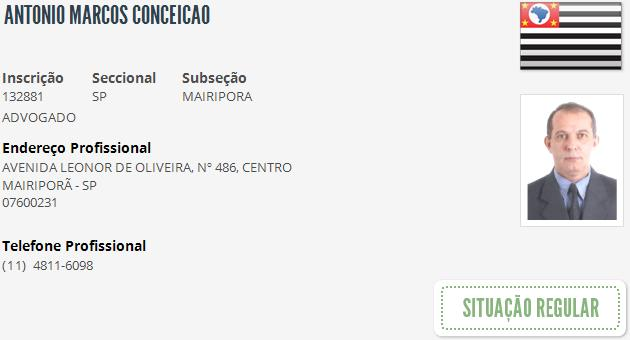 ANTONIO MARCOS CONCEICAO
Inscrição Seccional Subseção
132881 SP MAIRIPORA
ADVOGADO
Endereço Profissional
AVENIDA LEONOR DE OLIVEIRA, Nº 486, CENTRO
MAIRIPORÃ - SP
07600231
Telefone Profissional
(11) 4811-6098
SITUAÇÃO REGULAR